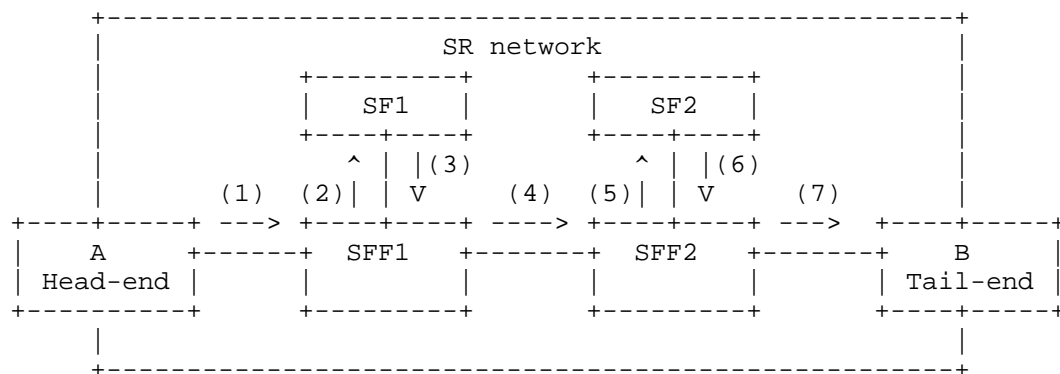 SR network
SF1 SF2
(3) (6)
(1) (2) V (4) (5) V (7)
A SFF1 SFF2 B
Head-end Tail-end